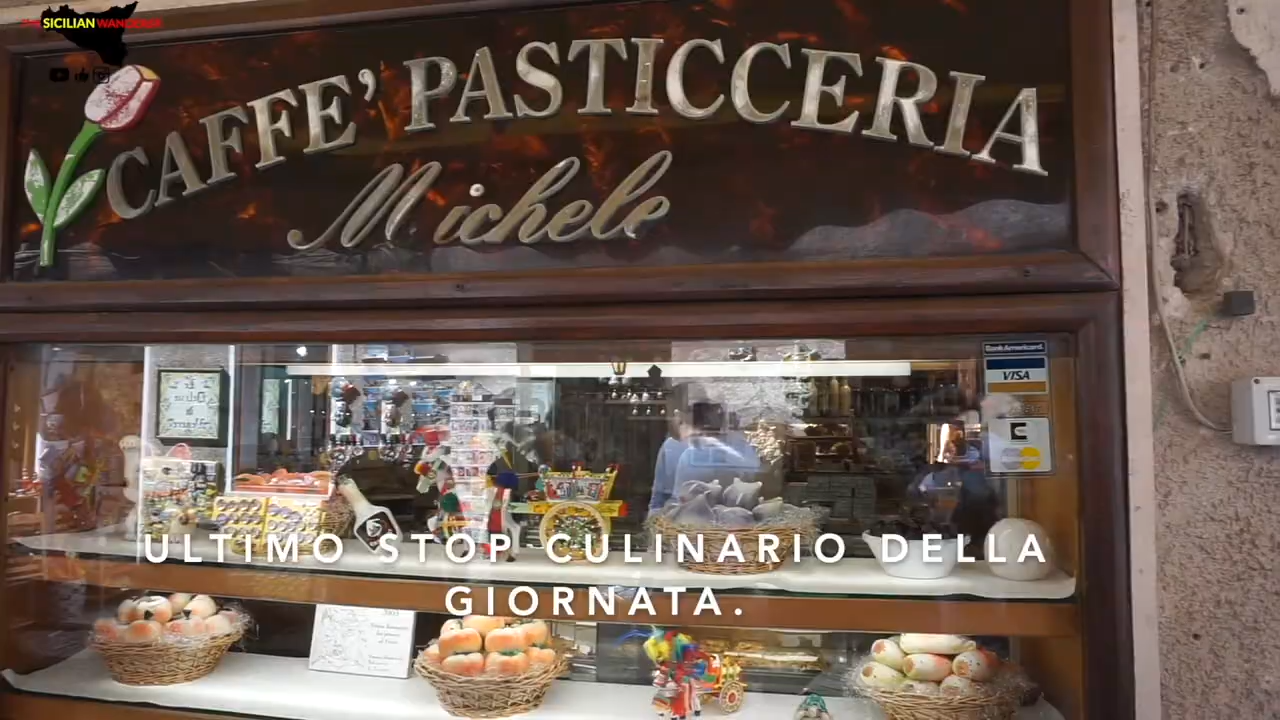 THE SICILIAN WANDERER
CAFFE' PASTICCERIA
Michele
BankAmericard.
VISA
ULTIMO STOP CULINARIO DELLA
GIORNATA.